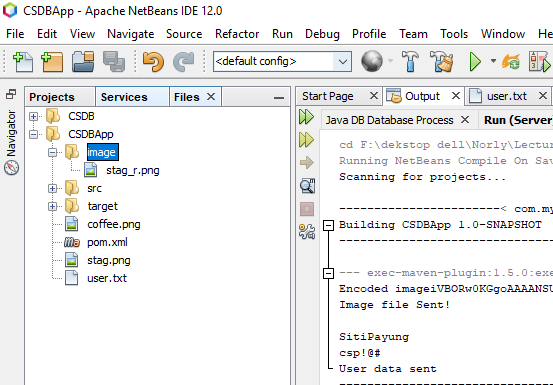 CSDBApp - Apache NetBeans IDE 12.0
File Edit View Navigate Source Refactor Run Debug Profile Team Tools Window H
<default config>
Projects Services Files
Navigator
CSDB
CSDBApp
image
stag_r.png
src
target
coffee.png
pom.xml
stag.png
user.txt
Start Page Output user.txt
Java DB Database Process Run (Server
cd F:\dekstop dell\Norly\Lectu
Running NetBeans Compile On Sav
Scanning for projects...
------------------------< com.my
Building CSDBApp 1.0-SNAPSHOT
--- exec-maven-plugin:1.5.0:exe
Encoded imageiVBORw0KGgoAAAANSU
Image file Sent!
SitiPayung
csp!@#
User data sent